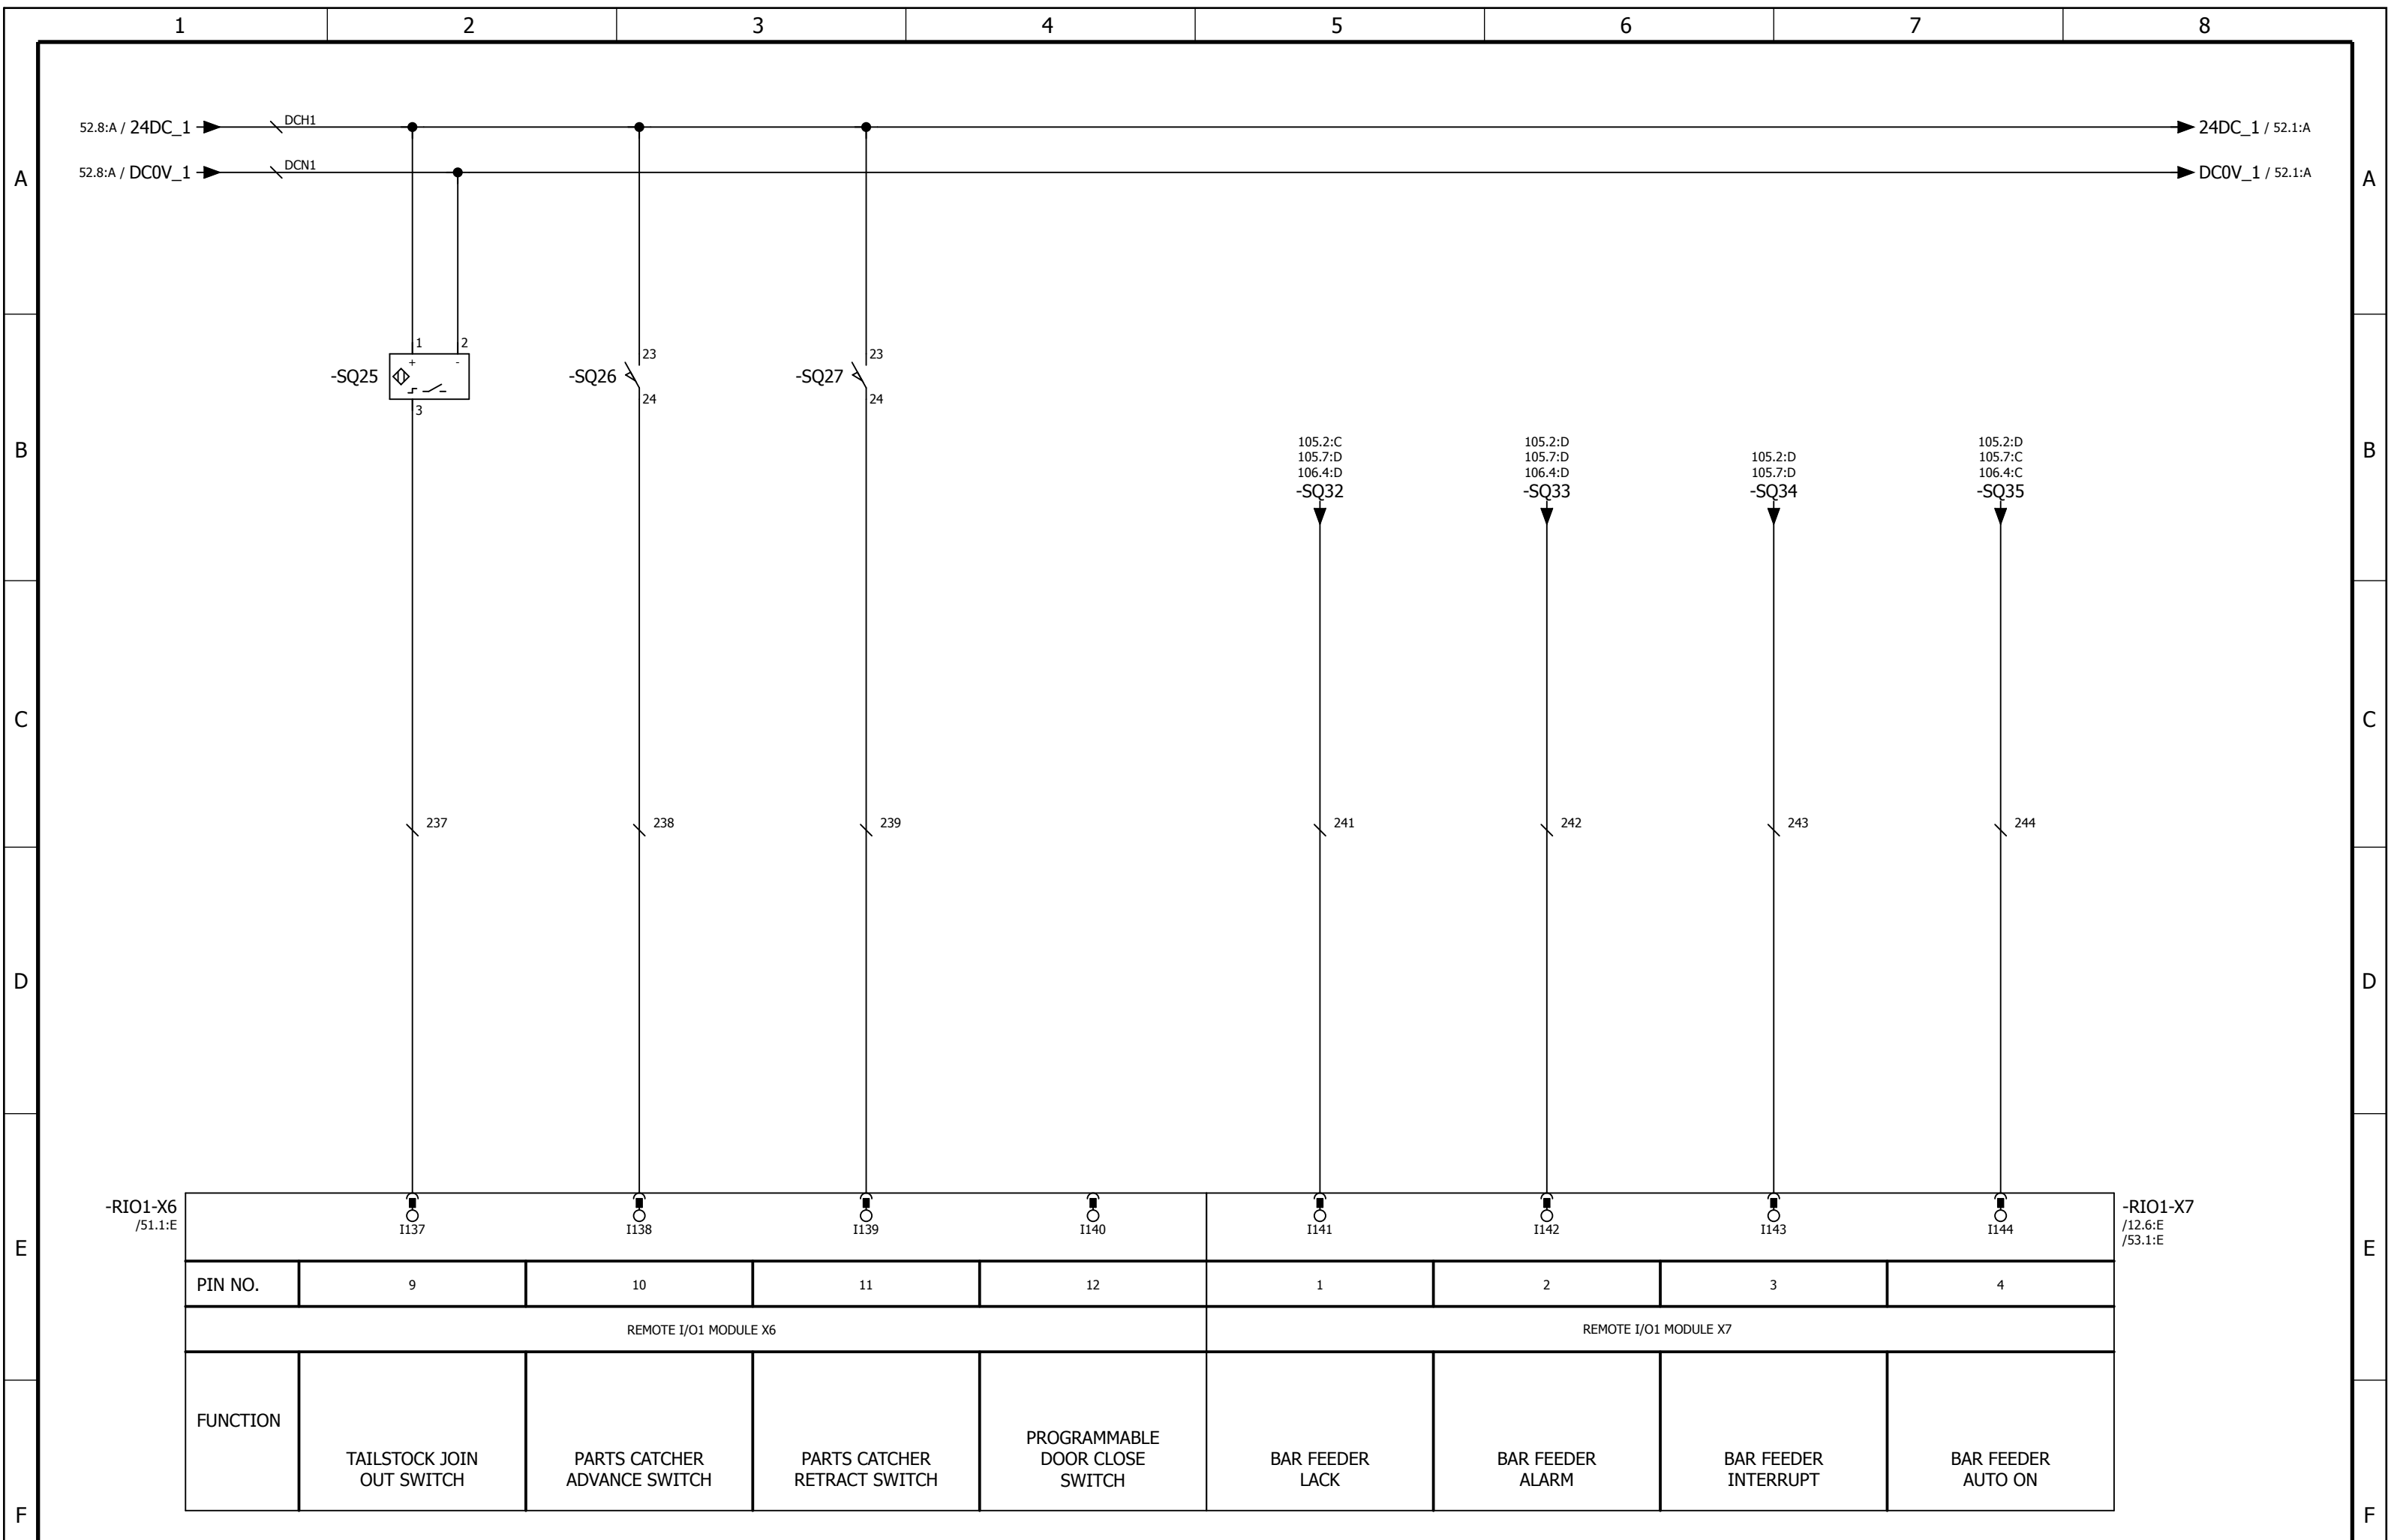 1 2 3 4 5 6 7 8
52.8:A / 24DC_1 DCH1 24DC_1 / 52.1:A
A A
52.8:A / DC0V_1 DCN1 DC0V_1 / 52.1:A
1 2
+ -
-SQ25
3
23
-SQ26
24
23
-SQ27
24
B B
105.2:C
105.7:D
106.4:D
-SQ32
105.2:D
105.7:D
106.4:D
-SQ33
105.2:D
105.7:D
-SQ34
105.2:D
105.7:C
106.4:C
-SQ35
C C
237 238 239 241 242 243 244
D D
-RIO1-X6
/51.1:E
I137 I138 I139 I140 I141 I142 I143 I144
-RIO1-X7
/12.6:E
/53.1:E
E E
PIN NO. 9 10 11 12 1 2 3 4
REMOTE I/O1 MODULE X6 REMOTE I/O1 MODULE X7
FUNCTION
TAILSTOCK JOIN
OUT SWITCH
PARTS CATCHER
ADVANCE SWITCH
PARTS CATCHER
RETRACT SWITCH
PROGRAMMABLE
DOOR CLOSE
SWITCH
BAR FEEDER
LACK
BAR FEEDER
ALARM
BAR FEEDER
INTERRUPT
BAR FEEDER
AUTO ON
F F